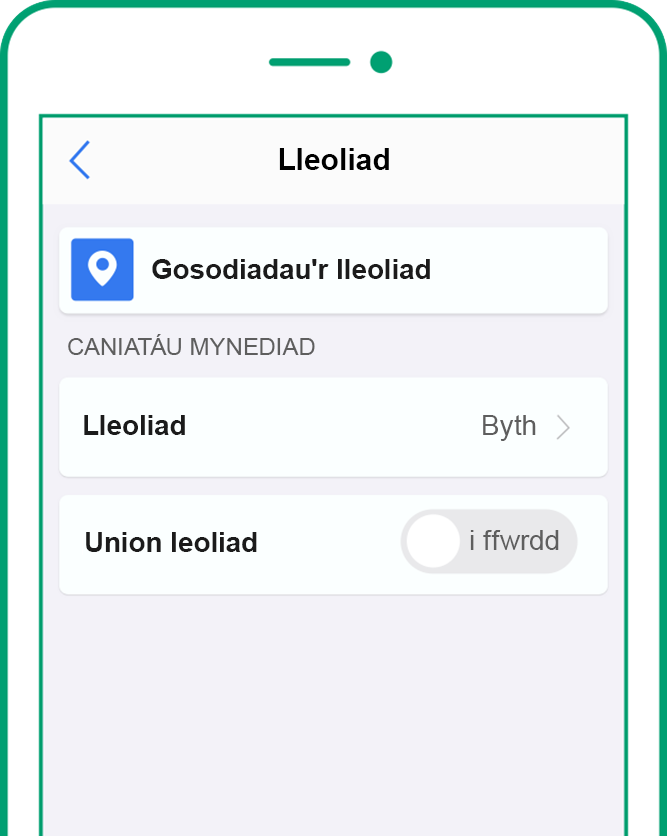 Lleoliad
Gosodiadau'r lleoliad
CANIATÁU MYNEDIAD
Lleoliad Byth
Union leoliad i ffwrdd